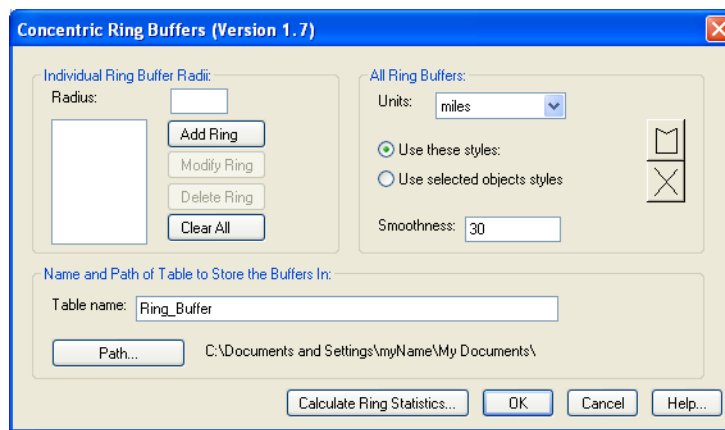 Concentric Ring Buffers (Version 1.7)
Individual Ring Buffer Radii:
Radius:
Add Ring
Modify Ring
Delete Ring
Clear All
All Ring Buffers:
Units: miles
Use these styles:
Use selected objects styles
Smoothness: 30
Name and Path of Table to Store the Buffers In:
Table name: Ring_Buffer
Path... C:\Documents and Settings\myName\My Documents\
Calculate Ring Statistics... OK Cancel Help...